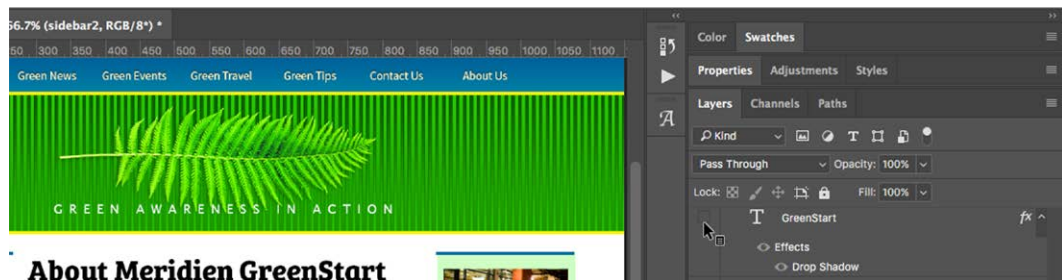 66.7% (sidebar2, RGB/8*) *
50 300 350 400 450 500 550 600 650 700 750 800 850 900 950 1000 1050 1100
Green News Green Events Green Travel Green Tips Contact Us About Us
GREEN AWARENESS IN ACTION
About Meridien GreenStart
Color Swatches
Properties Adjustments Styles
Layers Channels Paths
Kind
Pass Through Opacity: 100%
Lock: Fill: 100%
T GreenStart fx
Effects
Drop Shadow